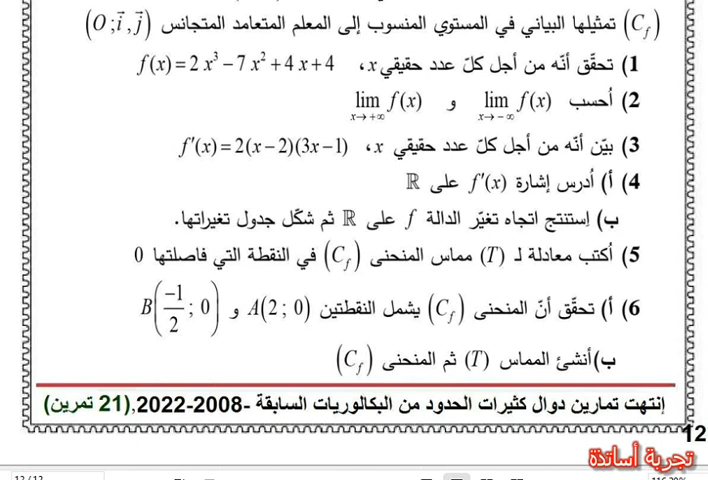 (C_f) تمثيلها البياني في المستوي المنسوب إلى المعلم المتعامد المتجانس (O ; i⃗ , j⃗)
1) تحقّق أنّه من أجل كلّ عدد حقيقي x، f(x) = 2x³ − 7x² + 4x + 4
2) أحسب lim f(x) x→−∞ و lim f(x) x→+∞
3) بيّن أنّه من أجل كلّ عدد حقيقي x، f'(x) = 2(x−2)(3x−1)
4) أ) أدرس إشارة f'(x) على ℝ
ب) إستنتج اتجاه تغيّر الدالة f على ℝ ثم شكّل جدول تغيراتها.
5) أكتب معادلة لـ (T) مماس المنحنى (C_f) في النقطة التي فاصلتها 0
6) أ) تحقّق أنّ المنحنى (C_f) يشمل النقطتين A(2 ; 0) و B(−1/2 ; 0)
ب) أنشئ المماس (T) ثم المنحنى (C_f)
إنتهت تمارين دوال كثيرات الحدود من البكالوريات السابقة -2008-2022,(21 تمرين)
12
تجربة أساتذة
12/12
116,20%